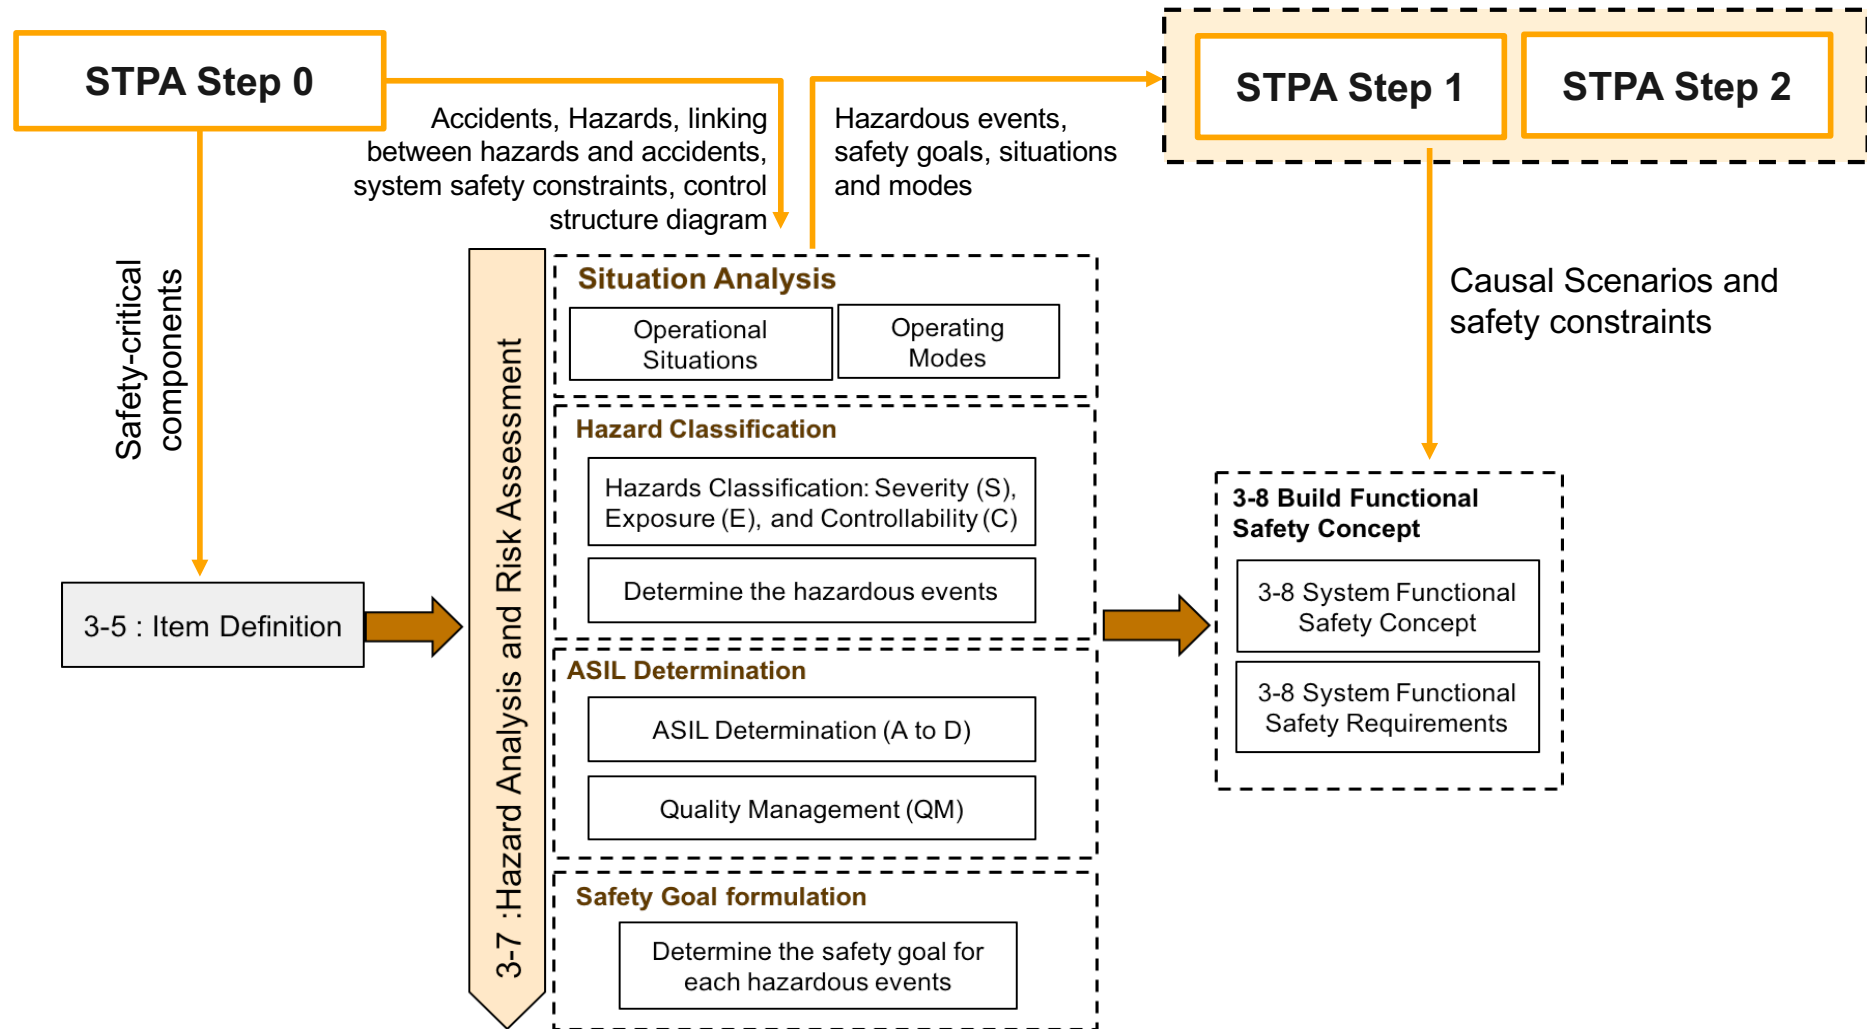 STPA Step 0
STPA Step 1
STPA Step 2
Accidents, Hazards, linking
between hazards and accidents,
system safety constraints, control
structure diagram
Hazardous events,
safety goals, situations
and modes
Safety-critical
components
Causal Scenarios and
safety constraints
3-5 : Item Definition
3-7 :Hazard Analysis and Risk Assessment
Situation Analysis
Operational
Situations
Operating
Modes
Hazard Classification
Hazards Classification: Severity (S),
Exposure (E), and Controllability (C)
Determine the hazardous events
ASIL Determination
ASIL Determination (A to D)
Quality Management (QM)
Safety Goal formulation
Determine the safety goal for
each hazardous events
3-8 Build Functional
Safety Concept
3-8 System Functional
Safety Concept
3-8 System Functional
Safety Requirements